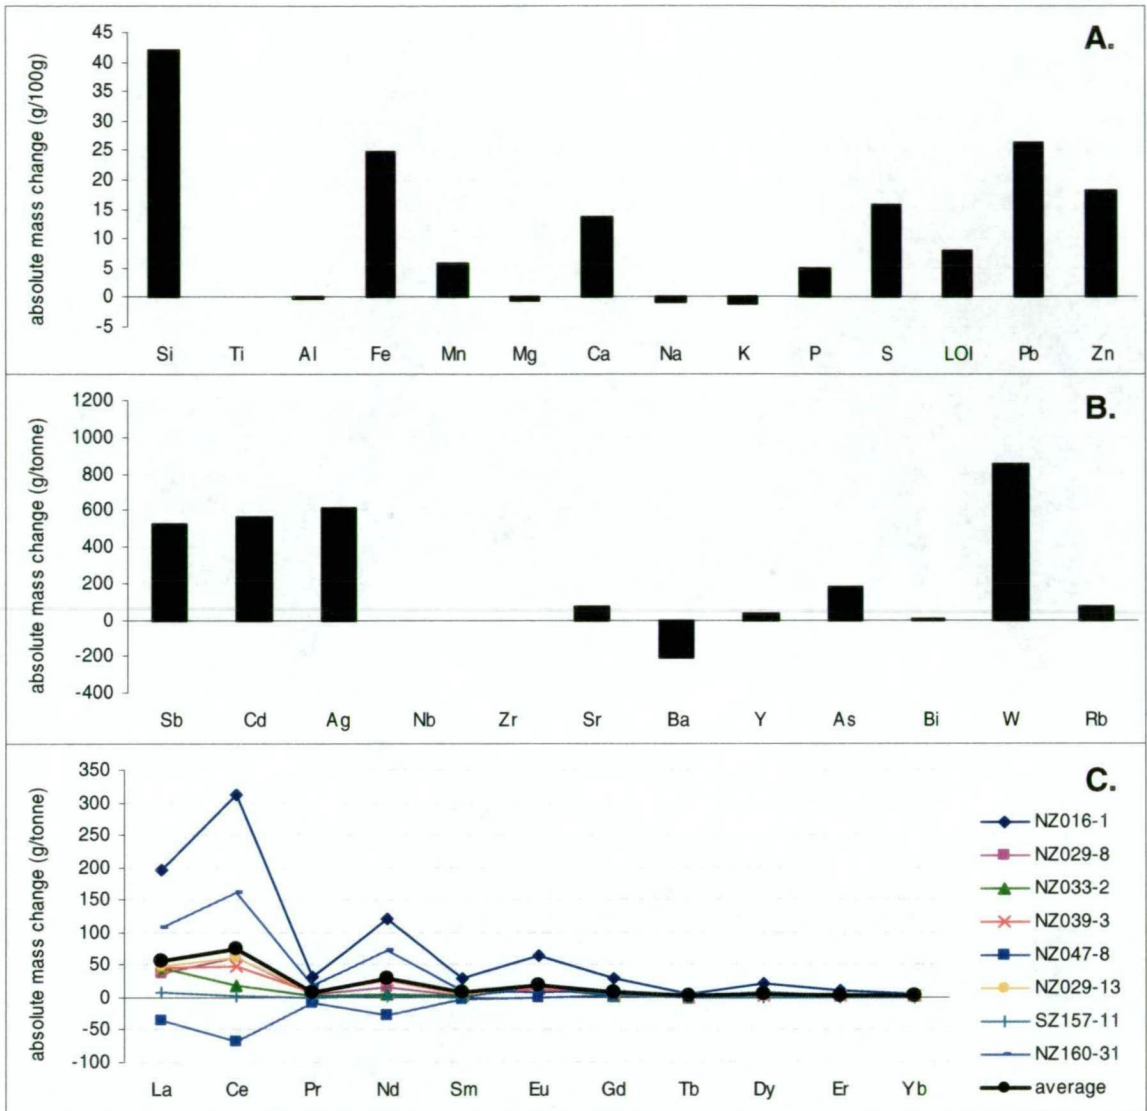 A.
absolute mass change (g/100g)
45
40
35
30
25
20
15
10
5
0
-5
Si Ti Al Fe Mn Mg Ca Na K P S LOI Pb Zn
B.
absolute mass change (g/tonne)
1200
1000
800
600
400
200
0
-200
-400
Sb Cd Ag Nb Zr Sr Ba Y As Bi W Rb
C.
absolute mass change (g/tonne)
350
300
250
200
150
100
50
0
-50
-100
La Ce Pr Nd Sm Eu Gd Tb Dy Er Yb
NZ016-1
NZ029-8
NZ033-2
NZ039-3
NZ047-8
NZ029-13
SZ157-11
NZ160-31
average